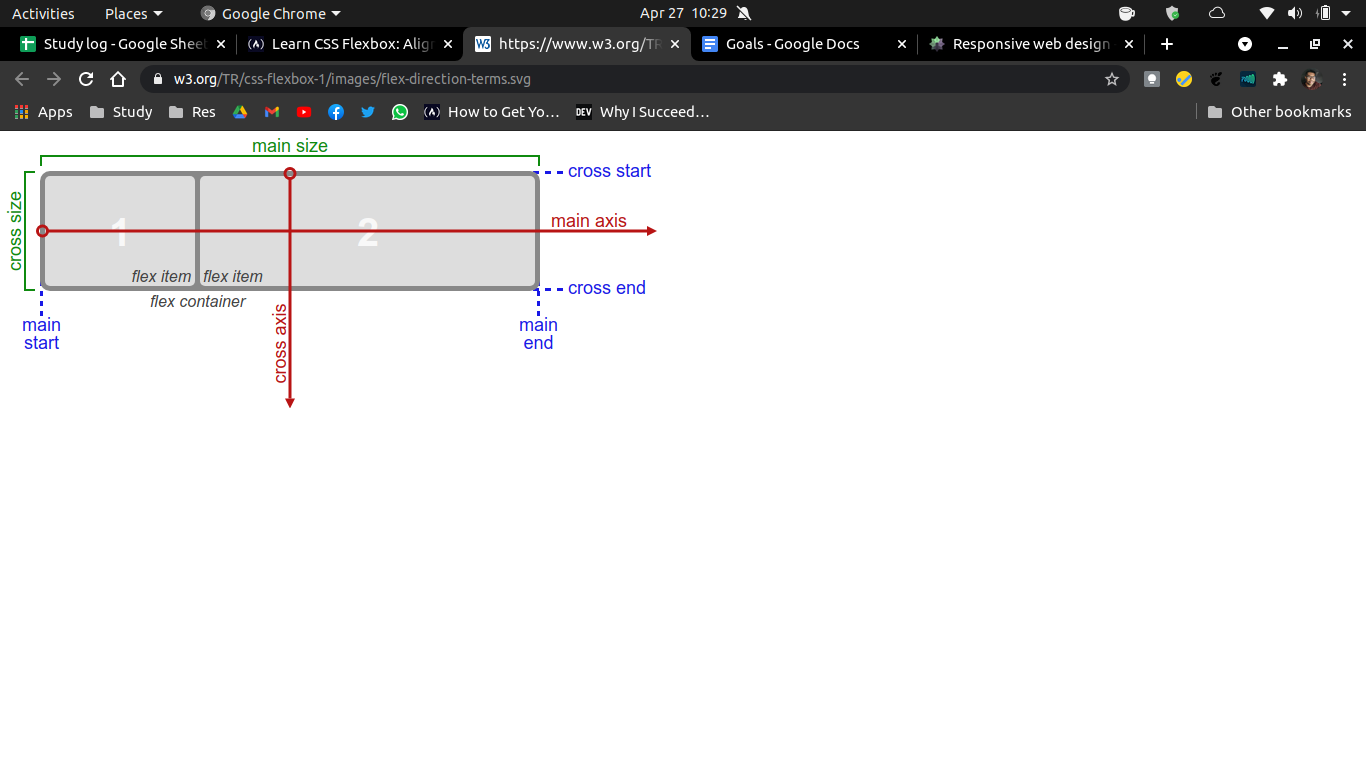 Activities Places Google Chrome Apr 27 10:29
Study log - Google Sheet Learn CSS Flexbox: Align https://www.w3.org/TR Goals - Google Docs Responsive web design
w3.org/TR/css-flexbox-1/images/flex-direction-terms.svg
Apps Study Res How to Get Yo… DEV Why I Succeed… Other bookmarks
main size
cross start
cross size
main axis
1 2
flex item flex item
cross end
flex container
main start
main end
cross axis